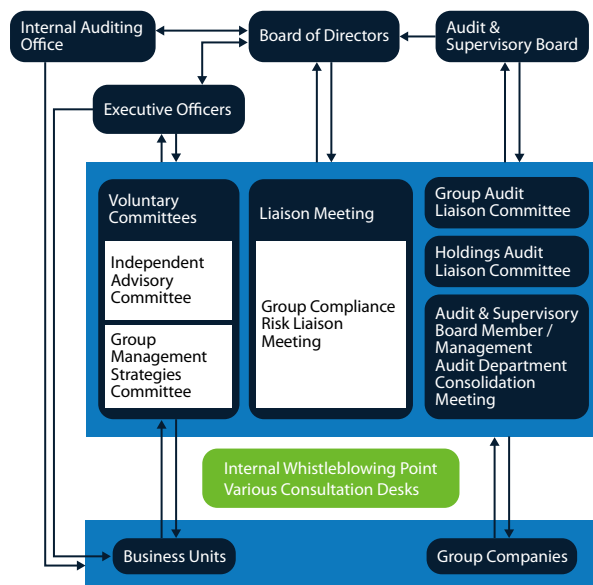 Internal Auditing
Office
Board of Directors
Audit &
Supervisory Board
Executive Officers
Voluntary
Committees
Independent
Advisory
Committee
Group
Management
Strategies
Committee
Liaison Meeting
Group Compliance
Risk Liaison
Meeting
Group Audit
Liaison Committee
Holdings Audit
Liaison Committee
Audit & Supervisory
Board Member /
Management
Audit Department
Consolidation
Meeting
Internal Whistleblowing Point
Various Consultation Desks
Business Units
Group Companies